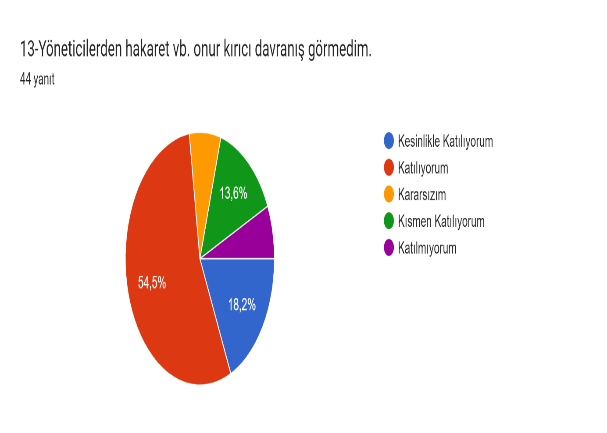 13-Yöneticilerden hakaret vb. onur kırıcı davranış görmedim.
44 yanıt
Kesinlikle Katılıyorum
Katılıyorum
Kararsızım
Kısmen Katılıyorum
Katılmıyorum
13,6%
54,5%
18,2%